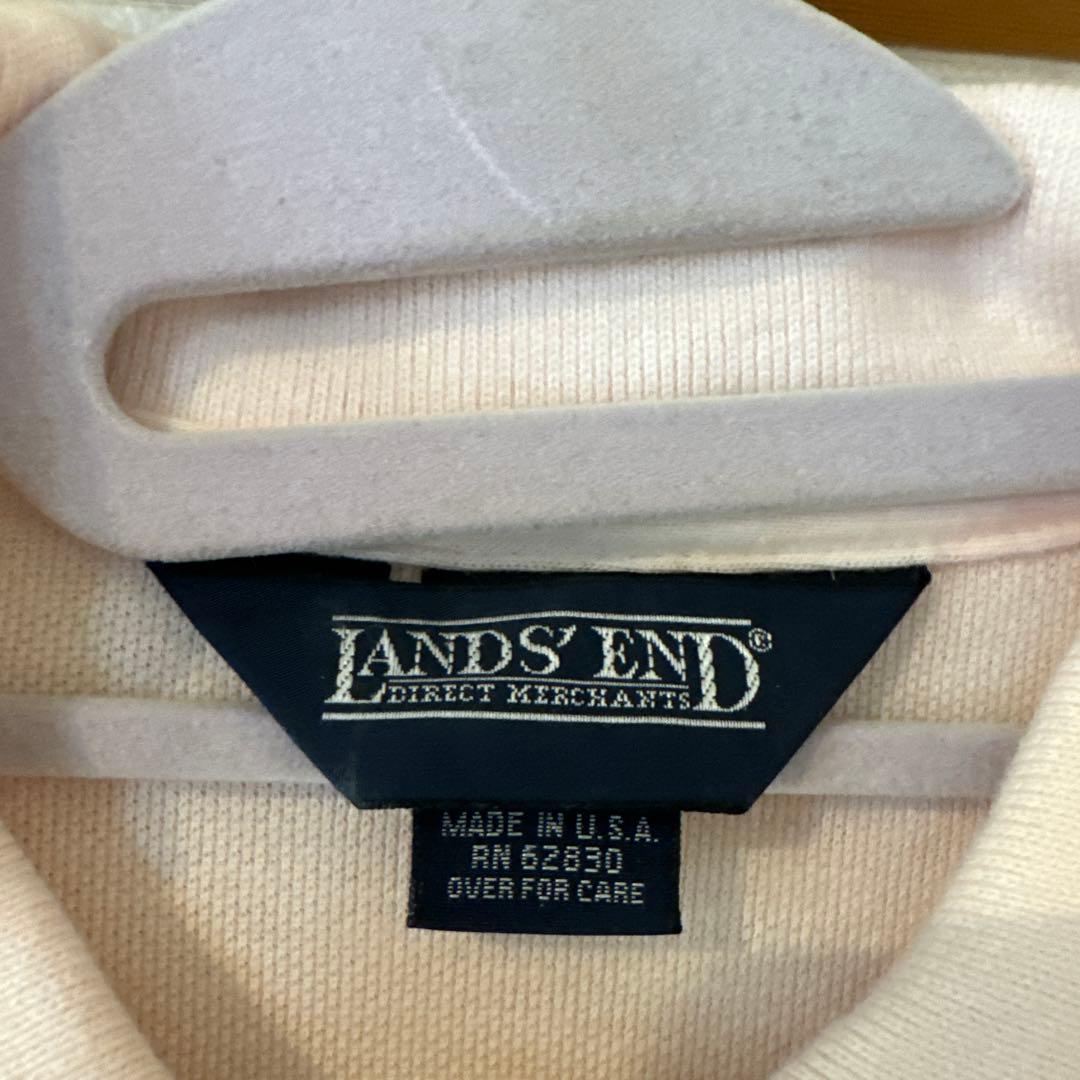 LANDS' END®
DIRECT MERCHANTS
MADE IN U.S.A.
RN 62830
OVER FOR CARE